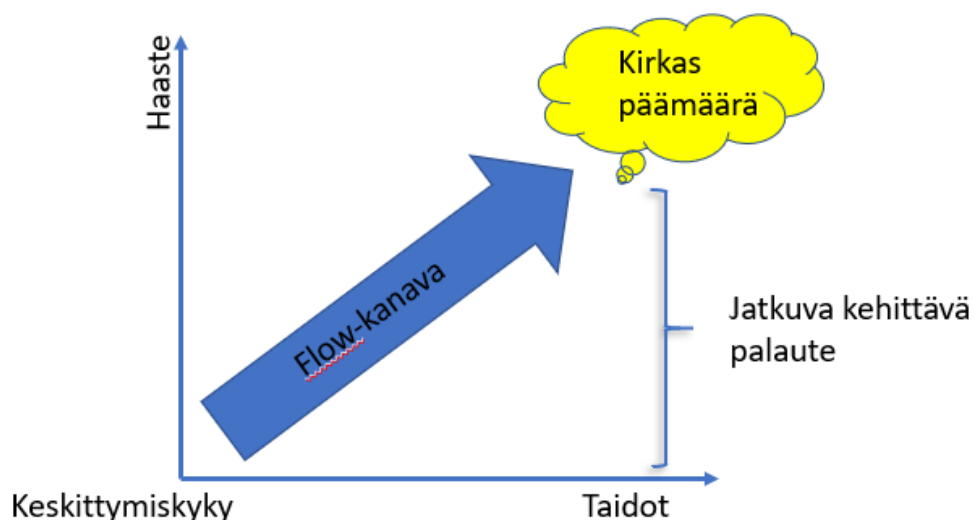 Haaste
Kirkas
päämäärä
Flow-kanava
Jatkuva kehittävä
palaute
Keskittymiskyky
Taidot